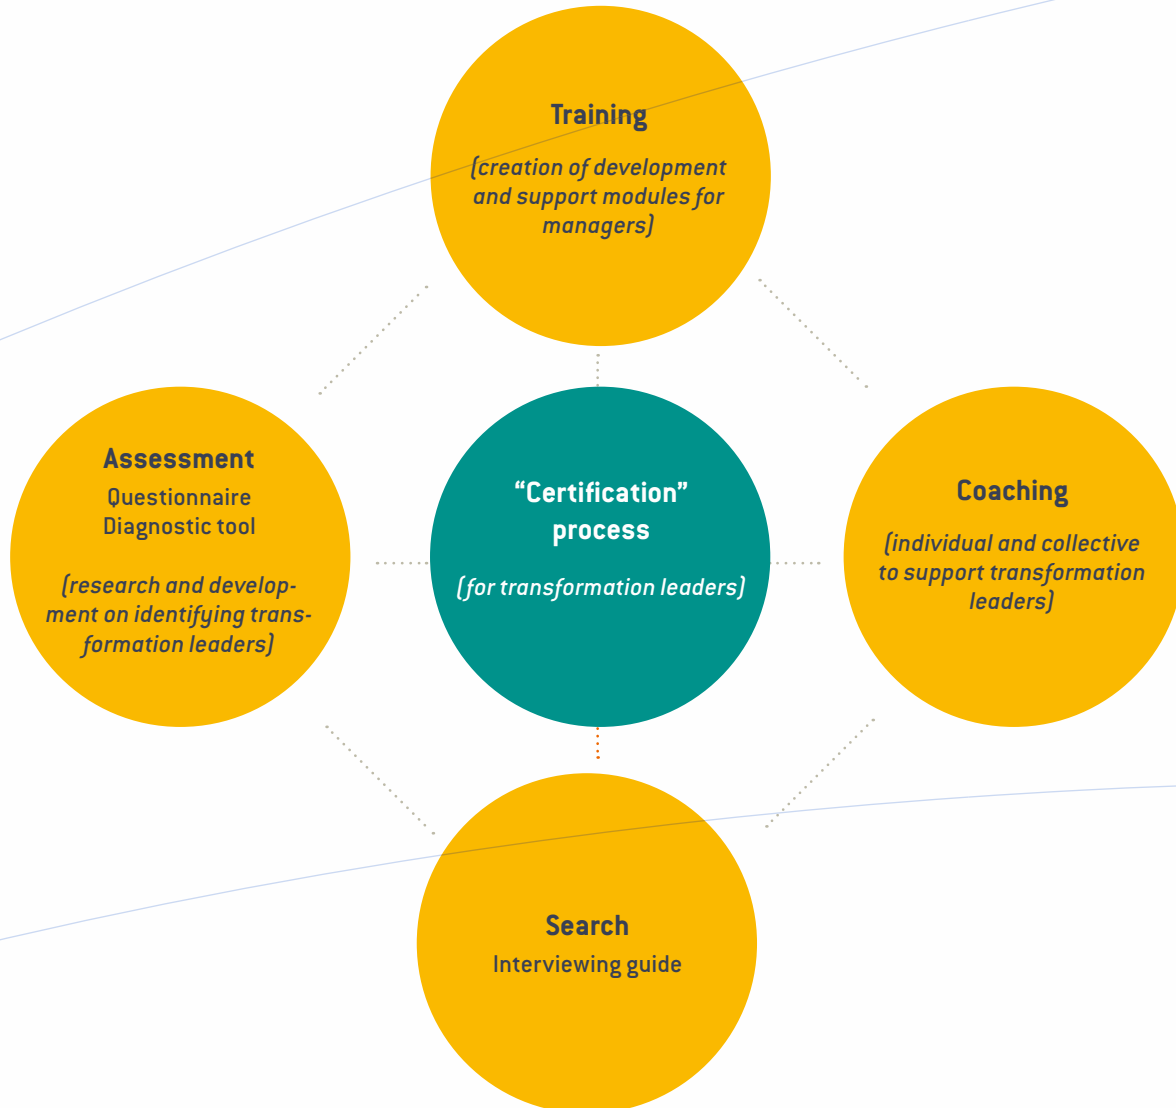 Training
(creation of development
and support modules for
managers)
Assessment
Questionnaire
Diagnostic tool
(research and develop-
ment on identifying trans-
formation leaders)
“Certification”
process
(for transformation leaders)
Coaching
(individual and collective
to support transformation
leaders)
Search
Interviewing guide